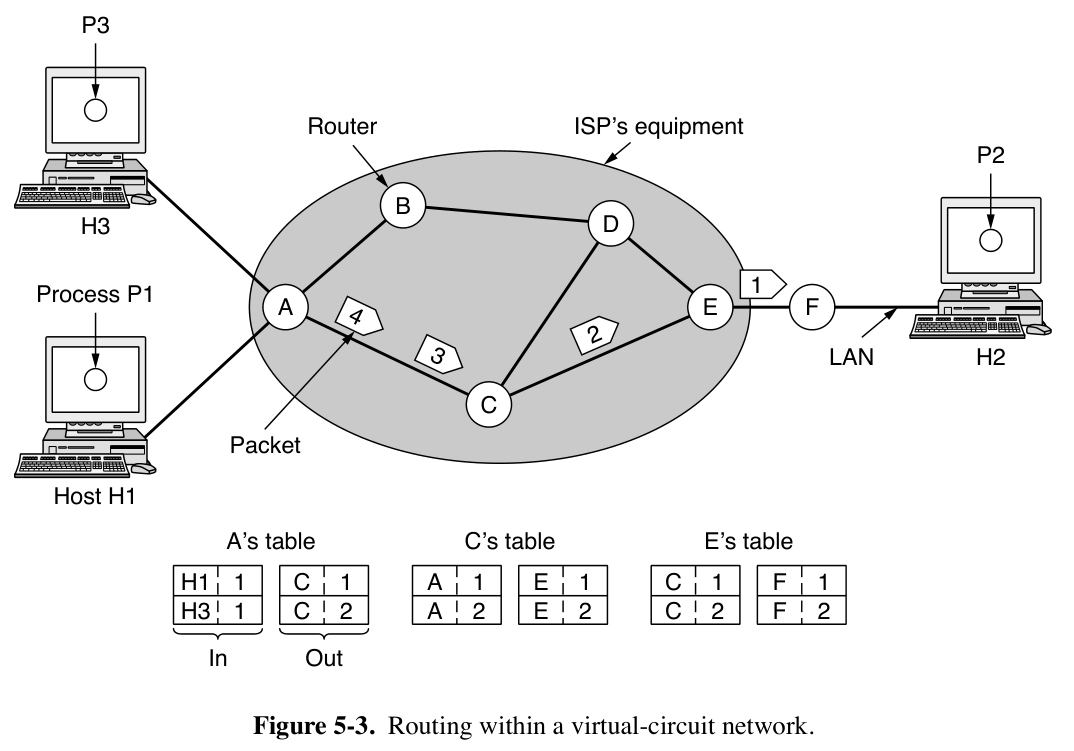 P3
Router
ISP's equipment
P2
B
D
H3
Process P1
A
4
3
2
E
1
F
C
LAN
H2
Packet
Host H1
A's table
C's table
E's table
H1 1 C 1 A 1 E 1 C 1 F 1
H3 1 C 2 A 2 E 2 C 2 F 2
In Out
Figure 5-3. Routing within a virtual-circuit network.